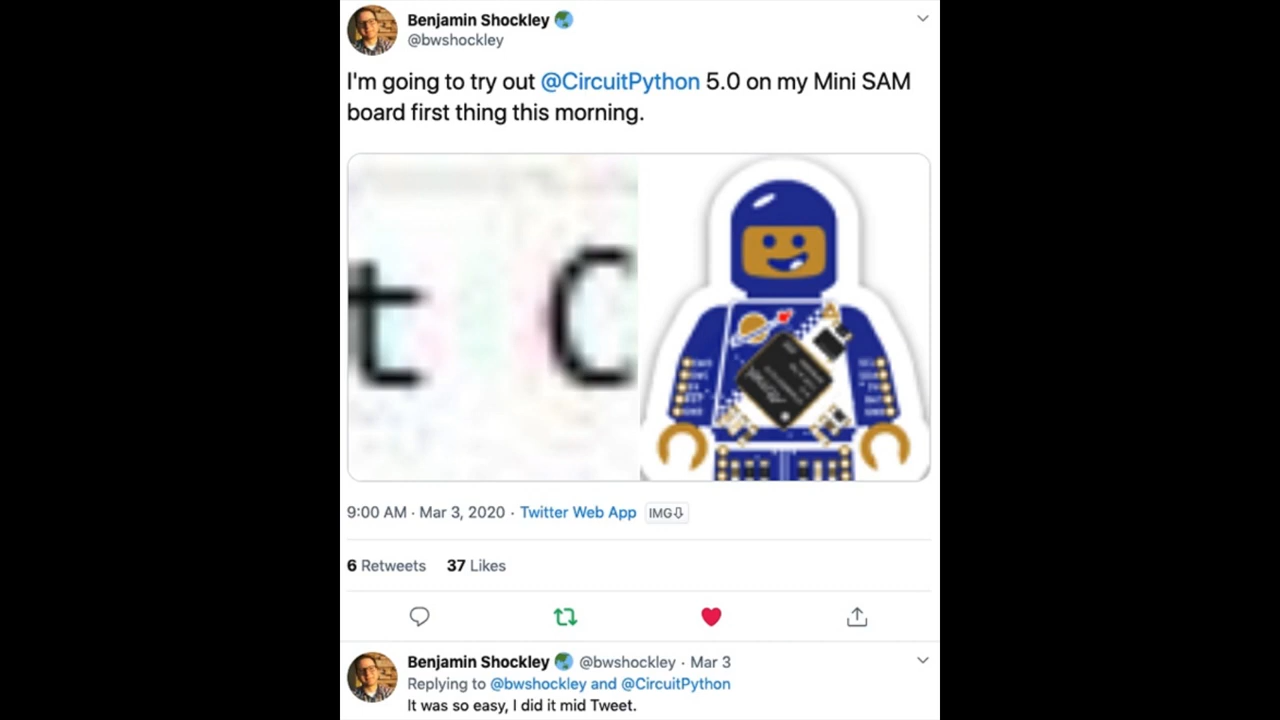 Benjamin Shockley
@bwshockley
I'm going to try out @CircuitPython 5.0 on my Mini SAM
board first thing this morning.
t C
9:00 AM · Mar 3, 2020 · Twitter Web App IMG
6 Retweets 37 Likes
Benjamin Shockley @bwshockley · Mar 3
Replying to @bwshockley and @CircuitPython
It was so easy, I did it mid Tweet.